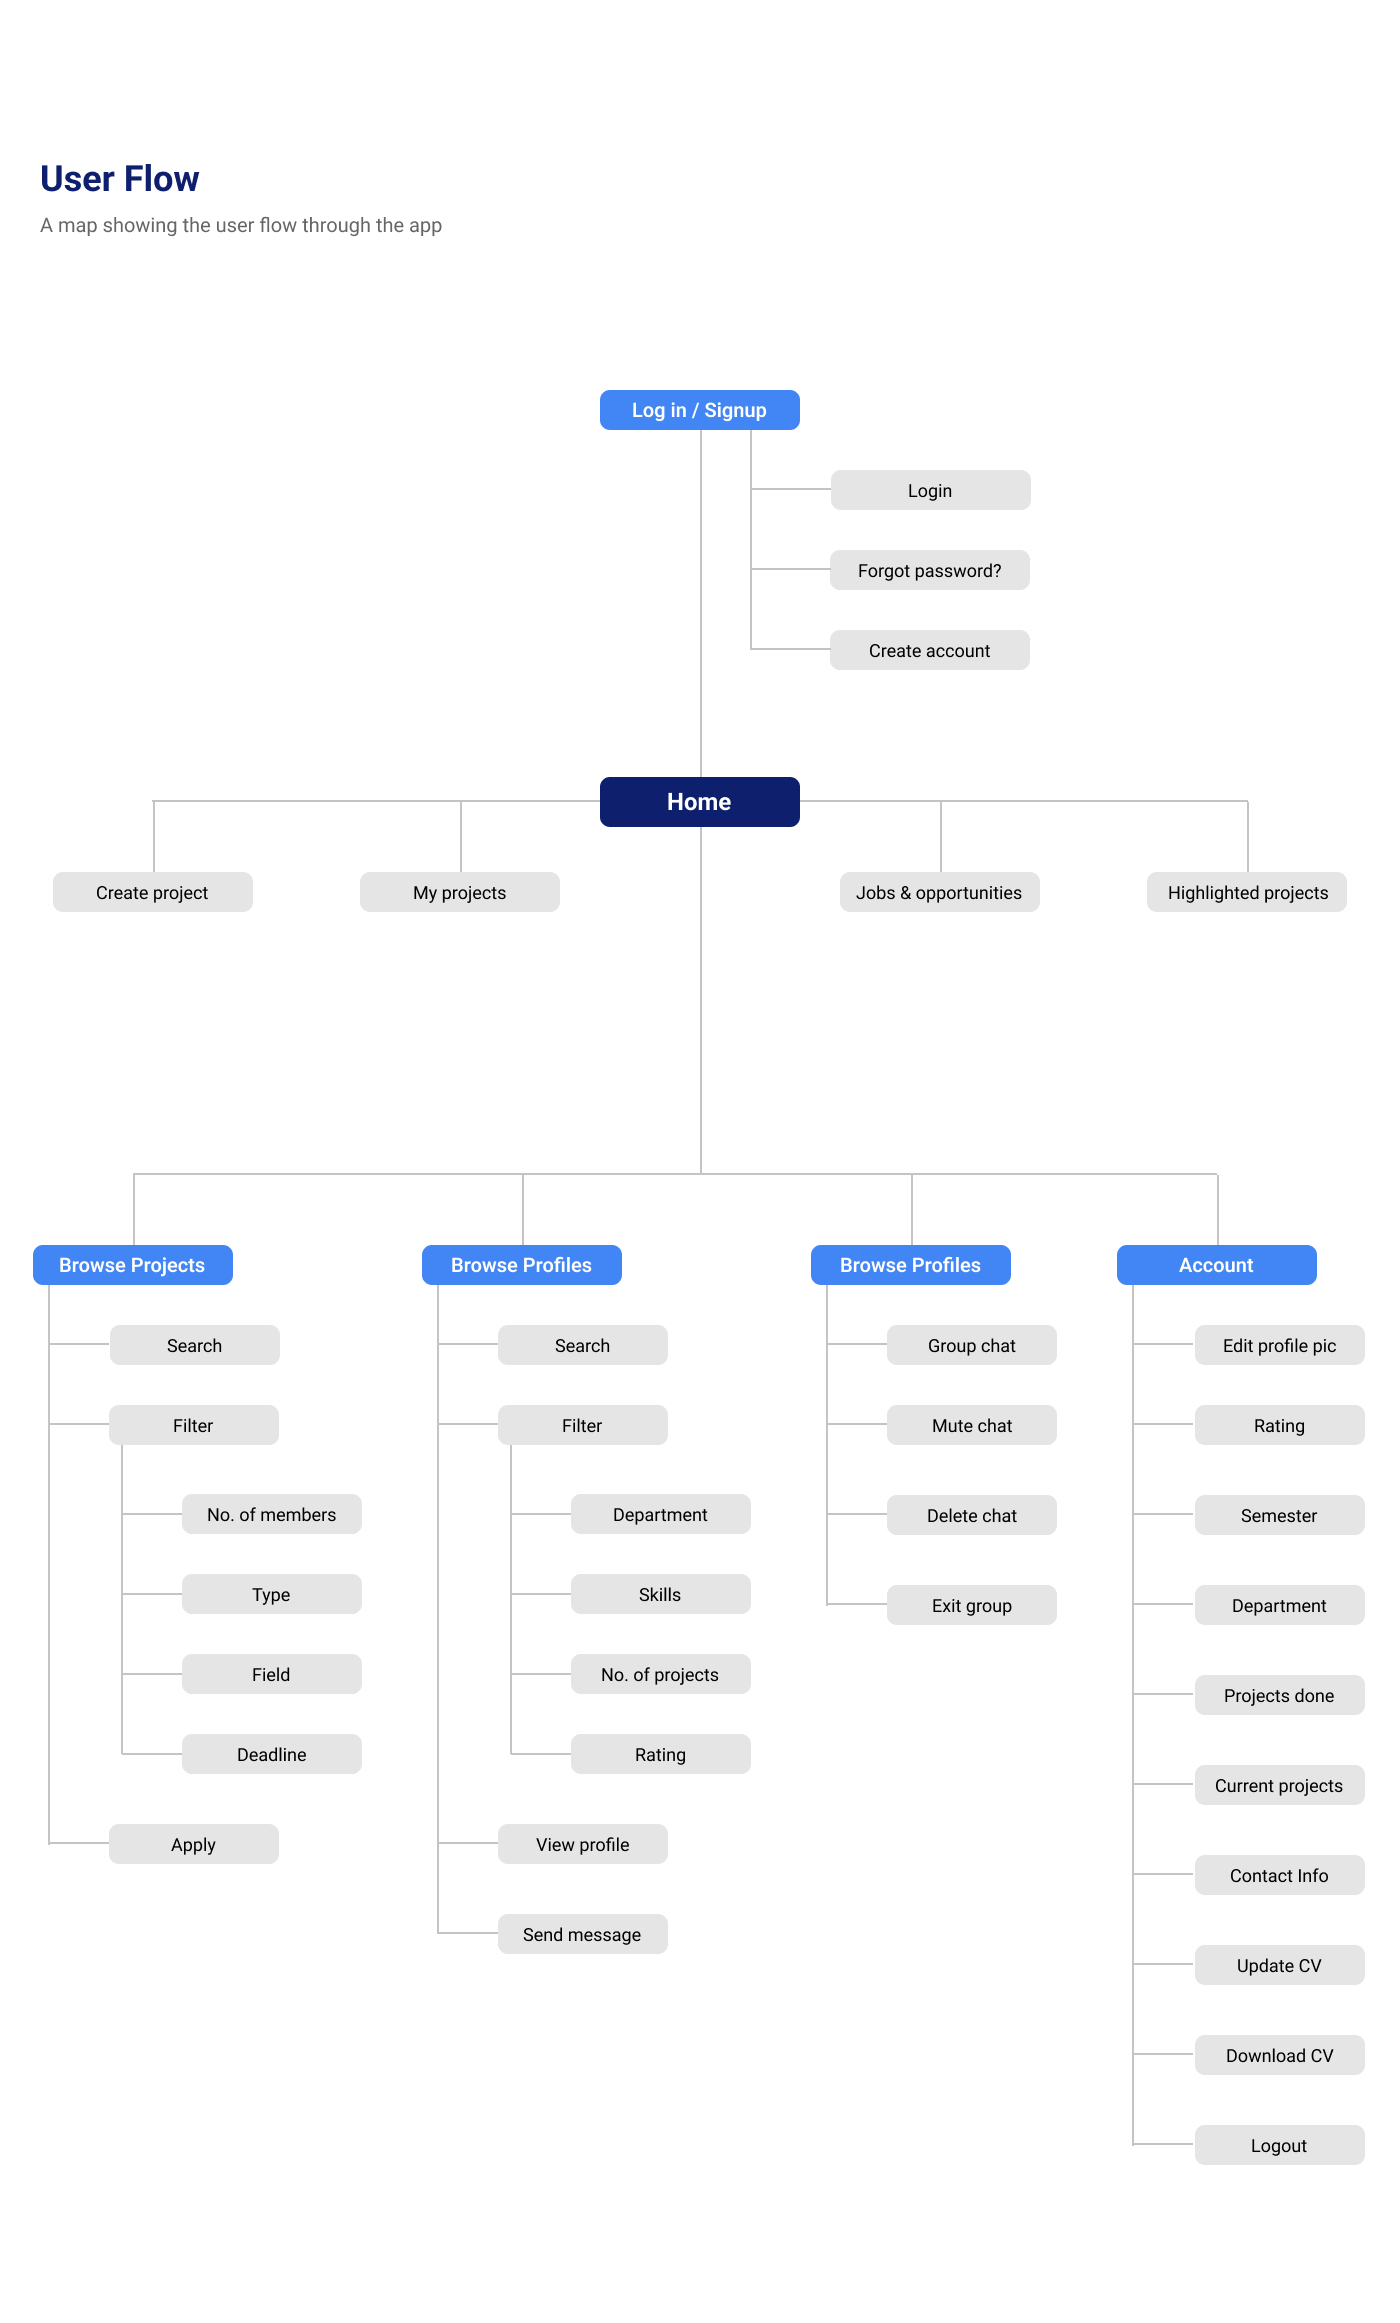 User Flow
A map showing the user flow through the app
Log in / Signup
Login
Forgot password?
Create account
Home
Create project
My projects
Jobs & opportunities
Highlighted projects
Browse Projects
Search
Filter
No. of members
Type
Field
Deadline
Apply
Browse Profiles
Search
Filter
Department
Skills
No. of projects
Rating
View profile
Send message
Browse Profiles
Group chat
Mute chat
Delete chat
Exit group
Account
Edit profile pic
Rating
Semester
Department
Projects done
Current projects
Contact Info
Update CV
Download CV
Logout